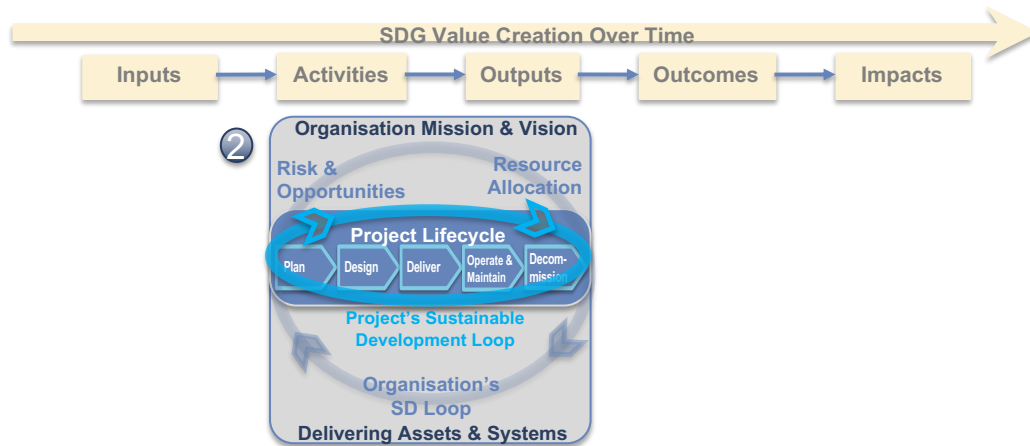 SDG Value Creation Over Time
Inputs
Activities
Outputs
Outcomes
Impacts
2
Organisation Mission & Vision
Risk &
Opportunities
Resource
Allocation
Project Lifecycle
Plan
Design
Deliver
Operate &
Maintain
Decom-
mission
Project’s Sustainable
Development Loop
Organisation’s
SD Loop
Delivering Assets & Systems